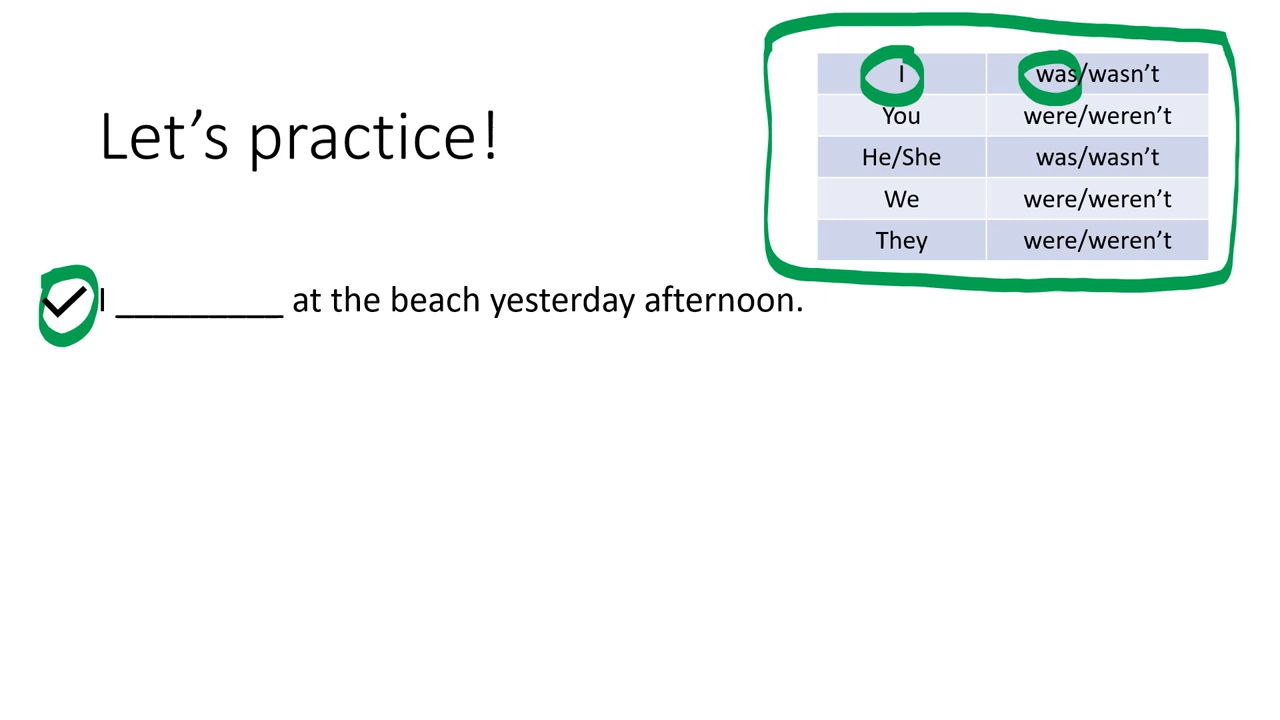 Let’s practice!
I was/wasn’t
You were/weren’t
He/She was/wasn’t
We were/weren’t
They were/weren’t
I _________ at the beach yesterday afternoon.